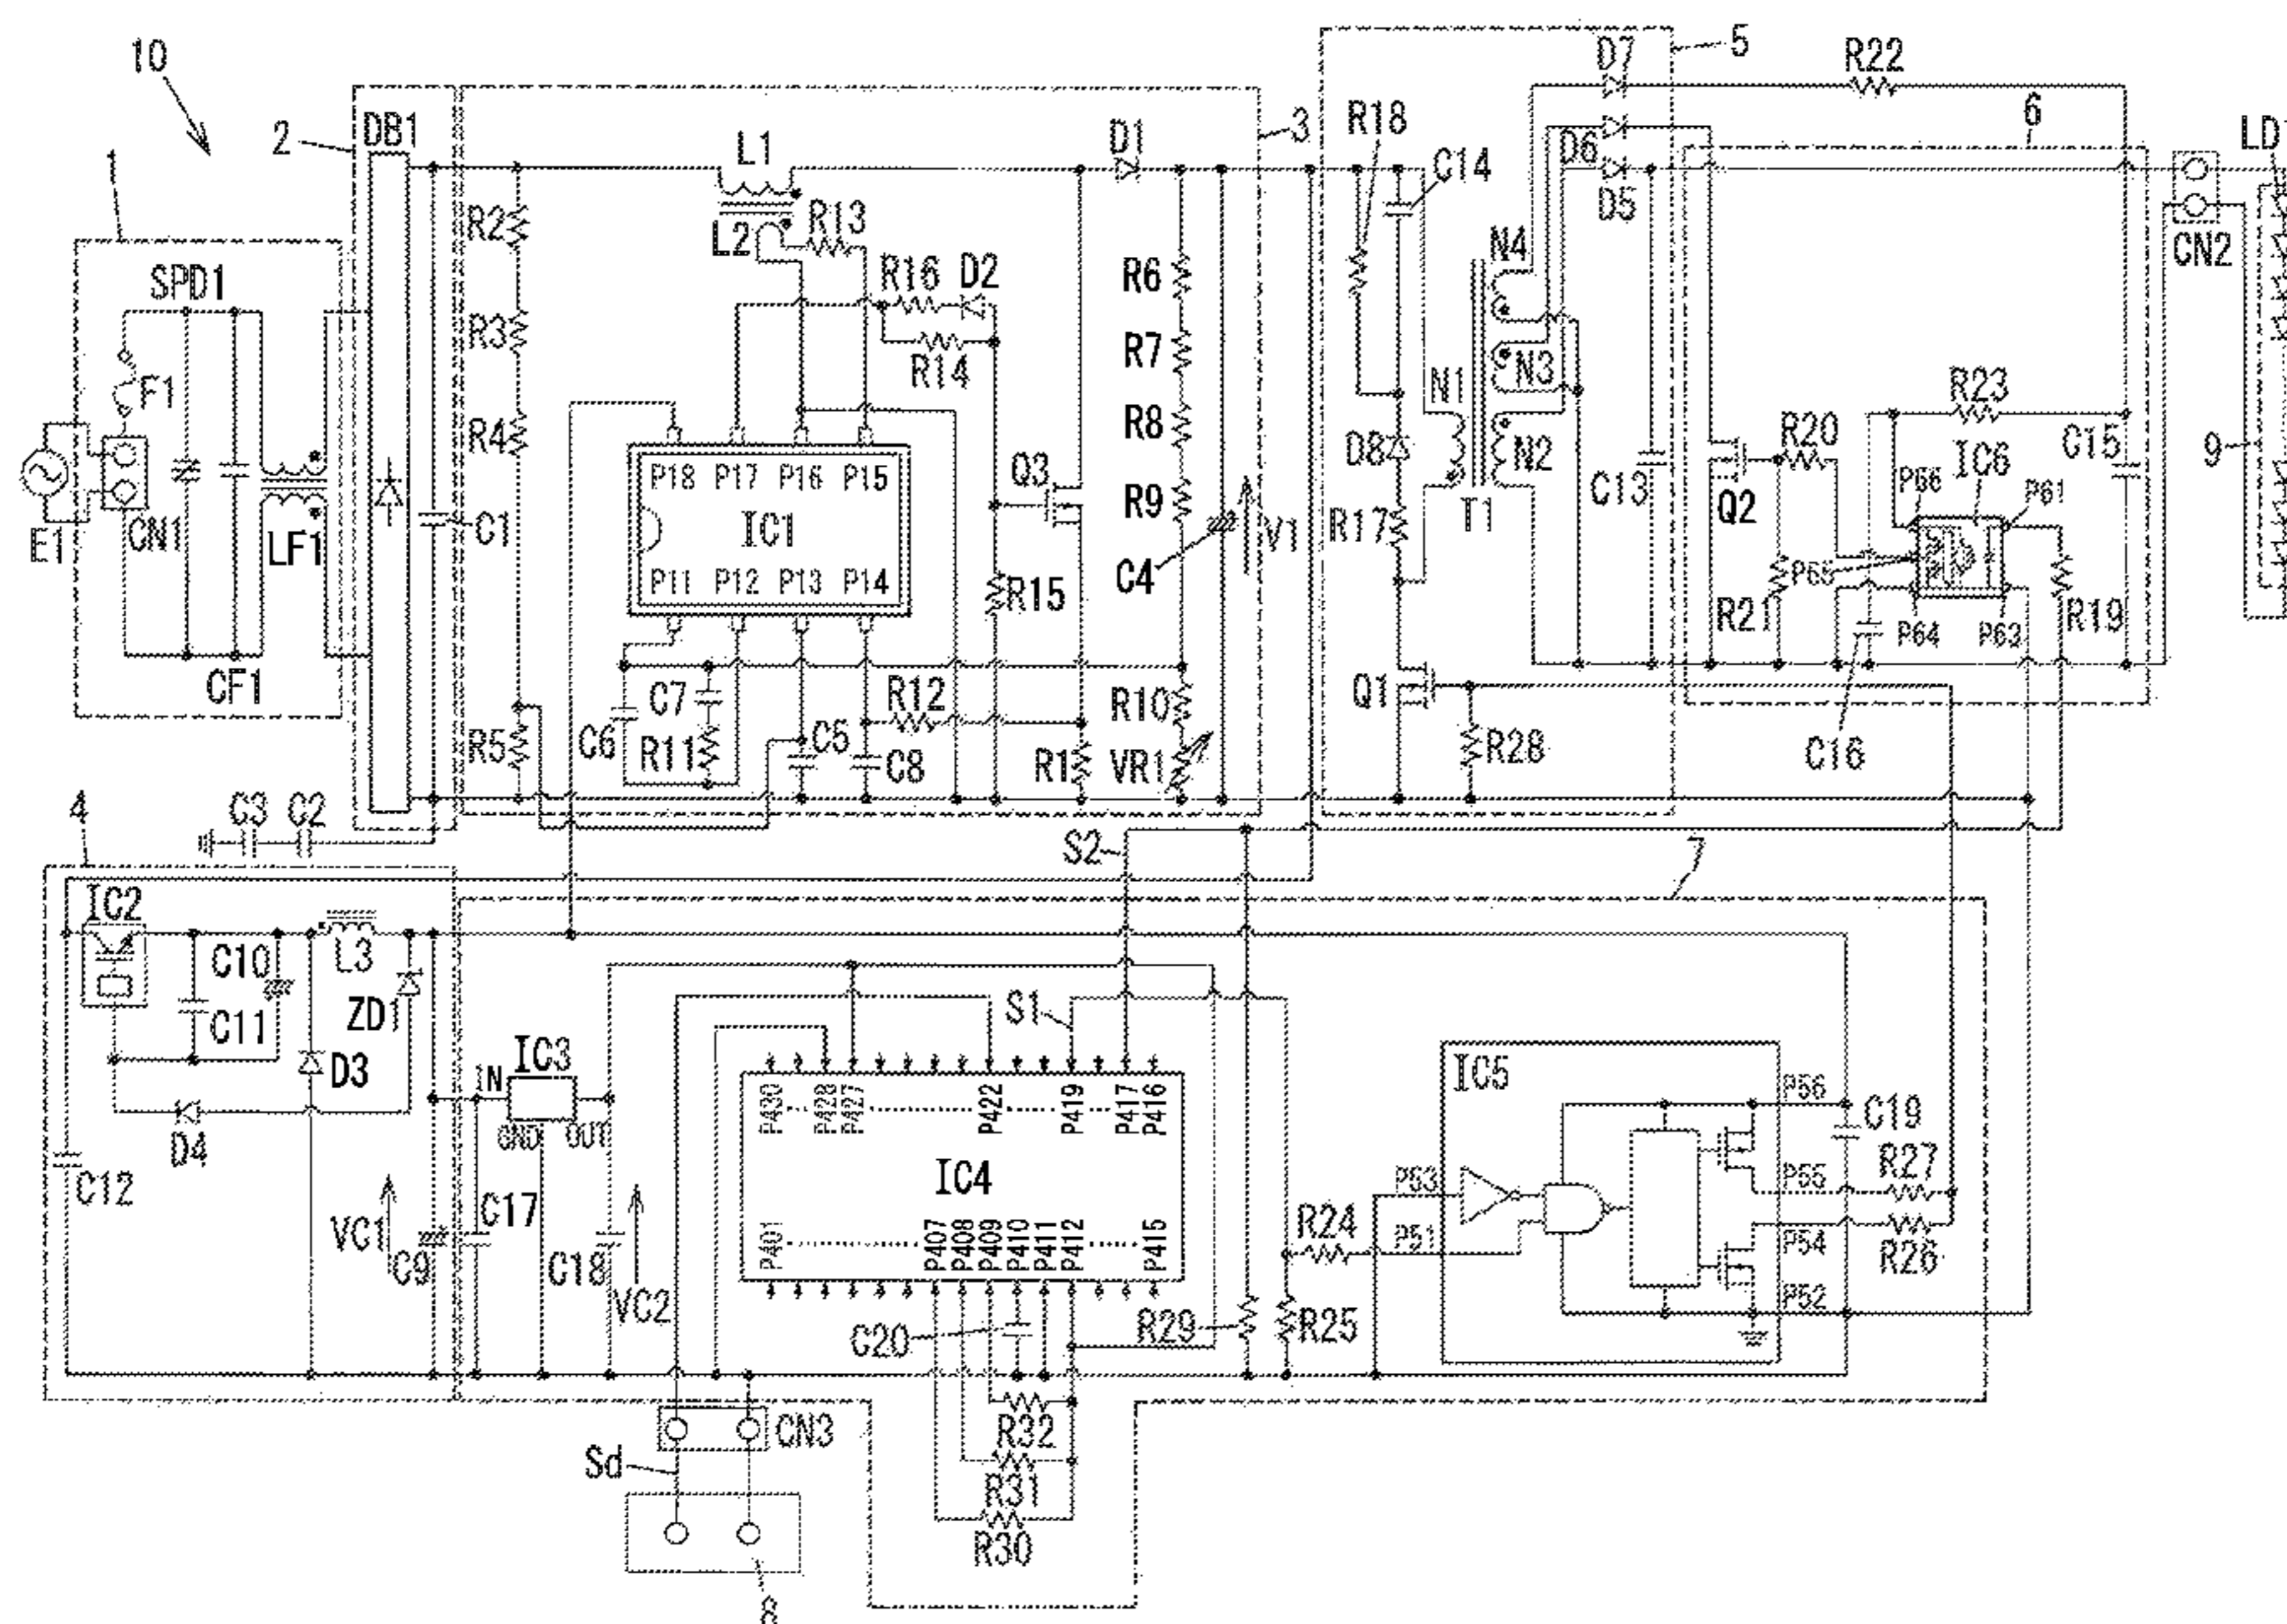 10
5
D7
R22
2
DB1
3
6
LD
1
L1
D1
R18
C14
D6
D5
CN2
SPD1
R2
L2
R13
R16
D2
R6
N4
R3
R14
R7
N3
R23
F1
R4
N1
R8
R20
C15
9
P18 P17 P16 P15
Q3
D8
N2
P66
IC6
P61
E1
CN1
LF1
C1
IC1
R9
V1
R17
T1
C13
Q2
P11 P12 P13 P14
R15
C4
P65
R21
P64
P63
R19
CF1
C7
R12
R10
Q1
R5
C6
R11
C5
C8
R1
VR1
R28
C16
4
C3
C2
S2
7
IC2
C10
L3
C11
ZD1
S1
D3
IN
IC3
GND
OUT
P430
P428
P427
P422
P419
P417
P416
IC5
P56
C19
D4
C12
IC4
P53
P55
R27
VC1
C9
C17
C18
VC2
P401
P407
P408
P409
P410
P411
P412
P415
R24
P51
P54
R26
P52
C20
R29
R25
CN3
R32
Sd
R31
R30
8